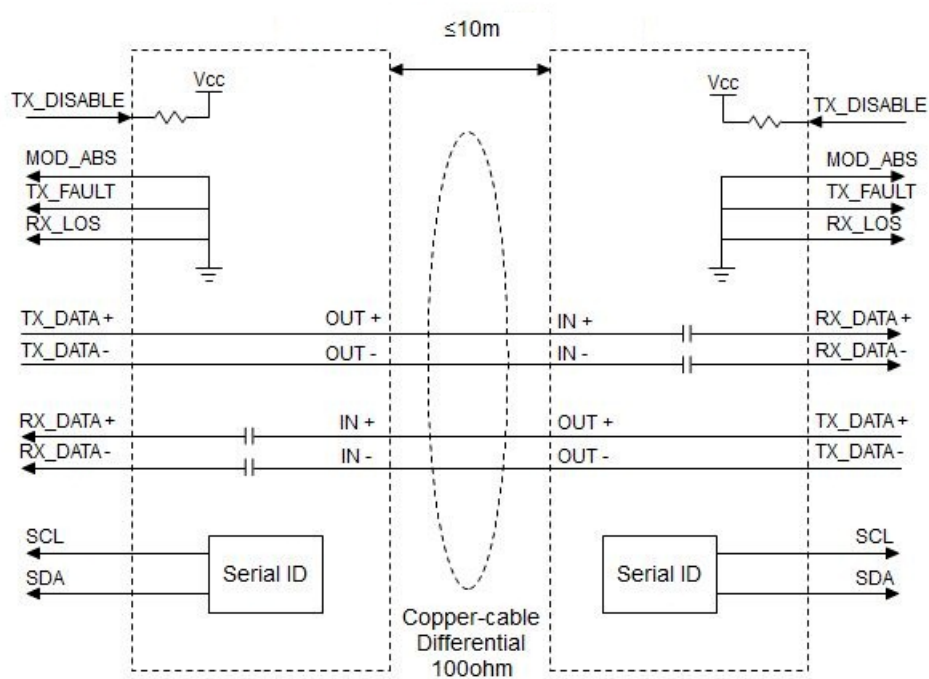 ≤10m
Vcc
Vcc
TX_DISABLE
TX_DISABLE
MOD_ABS
MOD_ABS
TX_FAULT
TX_FAULT
RX_LOS
RX_LOS
TX_DATA+
OUT +
IN +
RX_DATA+
TX_DATA-
OUT -
IN -
RX_DATA-
RX_DATA+
IN +
OUT +
TX_DATA+
RX_DATA-
IN -
OUT -
TX_DATA-
SCL
SCL
Serial ID
Serial ID
SDA
SDA
Copper-cable
Differential
100ohm